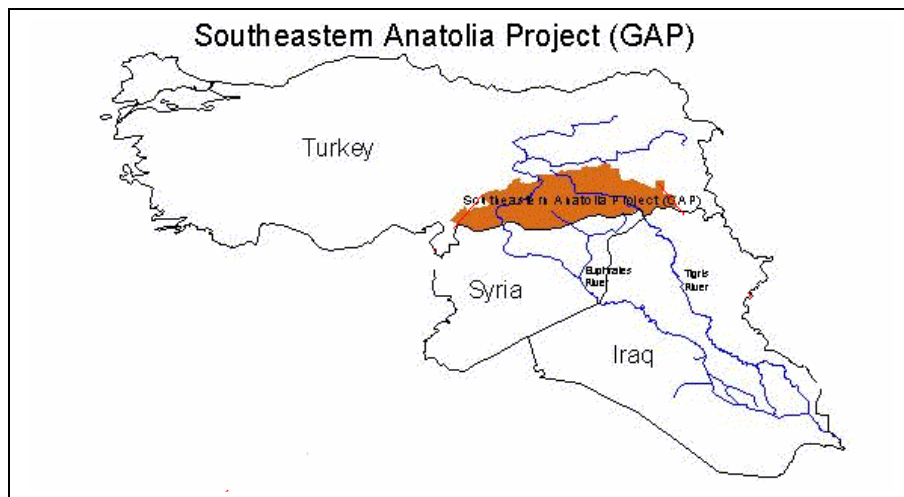 Southeastern Anatolia Project (GAP)
Turkey
Southeastern Anatolia Project (GAP)
Euphrates
River
Tigris
River
Syria
Iraq